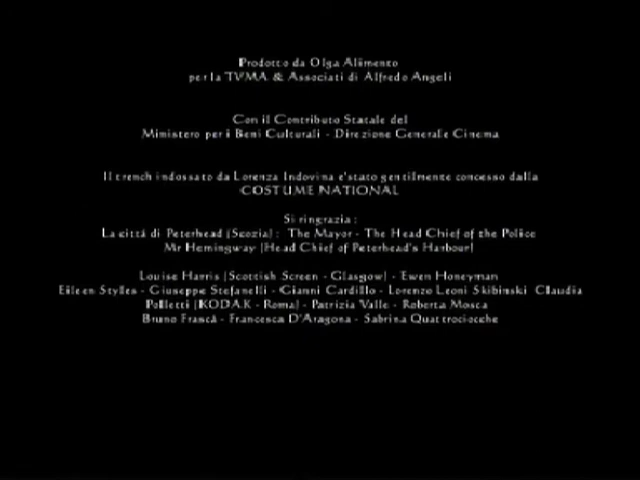 Prodotto da Olga Alimento
per la TVMA & Associati di Alfredo Angeli
Con il Contributo Statale del
Ministero per i Beni Culturali - Direzione Generale Cinema
Il trench indossato da Lorenza Indovina e'stato gentilmente concesso dalla
COSTUME NATIONAL
Si ringrazia :
La città di Peterhead [Scozia] : The Mayor - The Head Chief of the Police
Mr Hemingway [Head Chief of Peterhead's Harbour]
Louise Harris [Scottish Screen - Glasgow] - Ewen Honeyman
Eileen Styles - Giuseppe Stefanelli - Gianni Cardillo - Lorenzo Leoni Skibinski Claudia
Polletti [KODAK - Roma] - Patrizia Valle - Roberta Mosca
Bruno Frascà - Francesca D'Aragona - Sabrina Quattrociocche